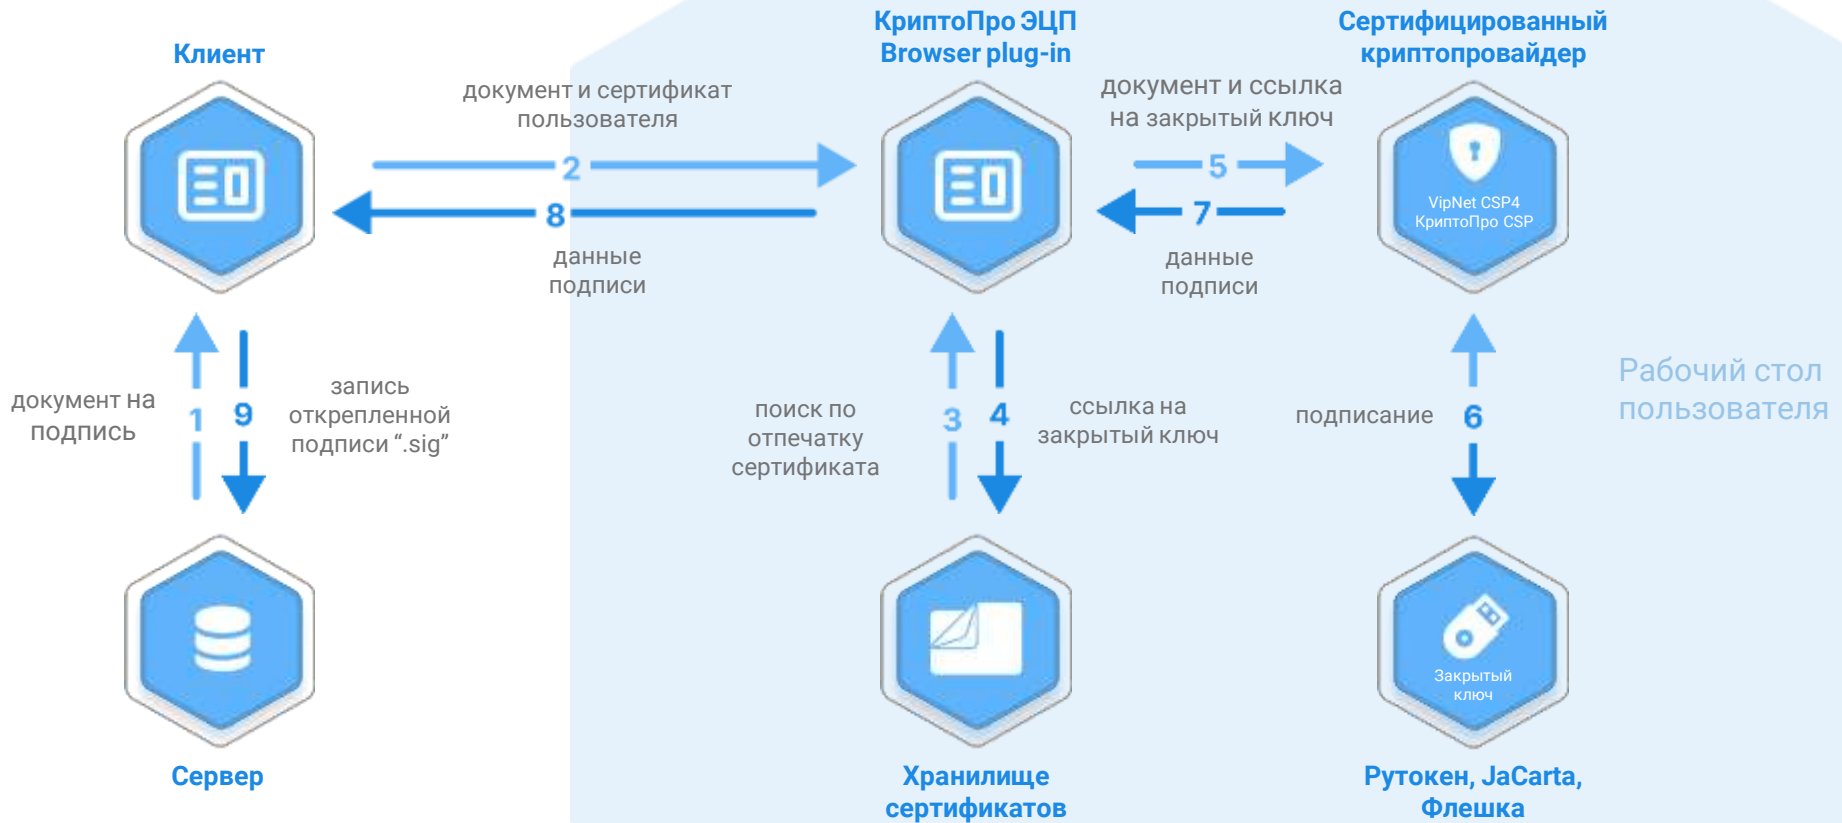 Клиент
КриптоПро ЭЦП
Browser plug-in
Сертифицированный
криптопровайдер
документ и сертификат
пользователя
2
8
данные
подписи
документ и ссылка
на закрытый ключ
5
7
данные
подписи
VipNet CSP4
КриптоПро CSP
документ на
подпись
1
9
запись
открепленной
подписи “.sig”
поиск по
отпечатку
сертификата
3
4
ссылка на
закрытый ключ
подписание
6
Рабочий стол
пользователя
Закрытый
ключ
Сервер
Хранилище
сертификатов
Рутокен, JaCarta,
Флешка